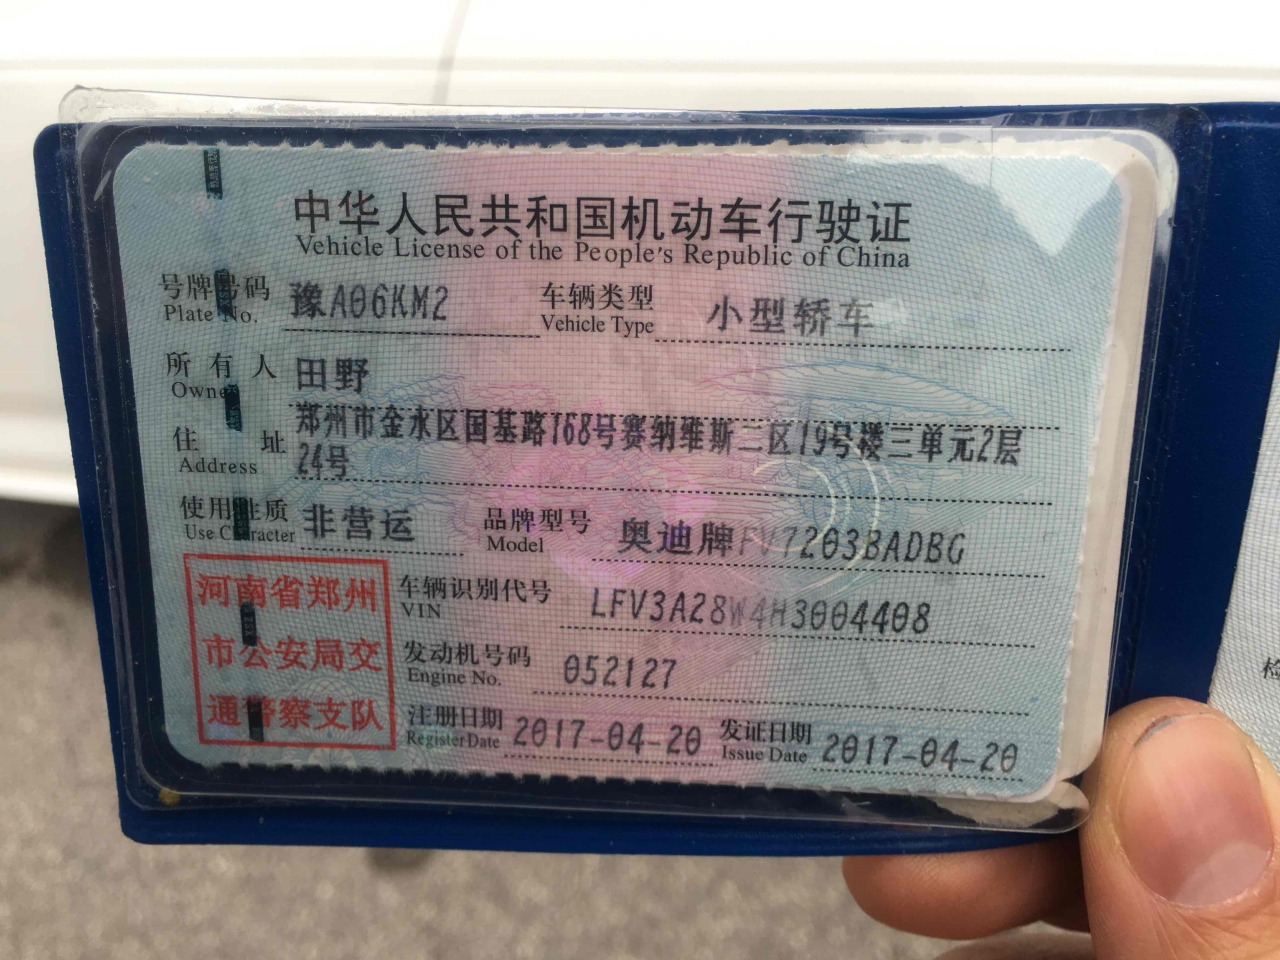 中华人民共和国机动车行驶证
Vehicle License of the People's Republic of China
号牌号码 豫A06KM2 车辆类型 小型轿车
Plate No. Vehicle Type
所有人 田野
Owner
住址 郑州市金水区国基路168号赛纳维斯二区19号楼三单元2层
Address 24号
使用性质 非营运 品牌型号 奥迪牌FV7203BADBG
Use Character Model
河南省郑州
市公安局交
通警察支队
车辆识别代号 LFV3A28W4H3004408
VIN
发动机号码 052127
Engine No.
注册日期 2017-04-20 发证日期 2017-04-20
Register Date Issue Date
检